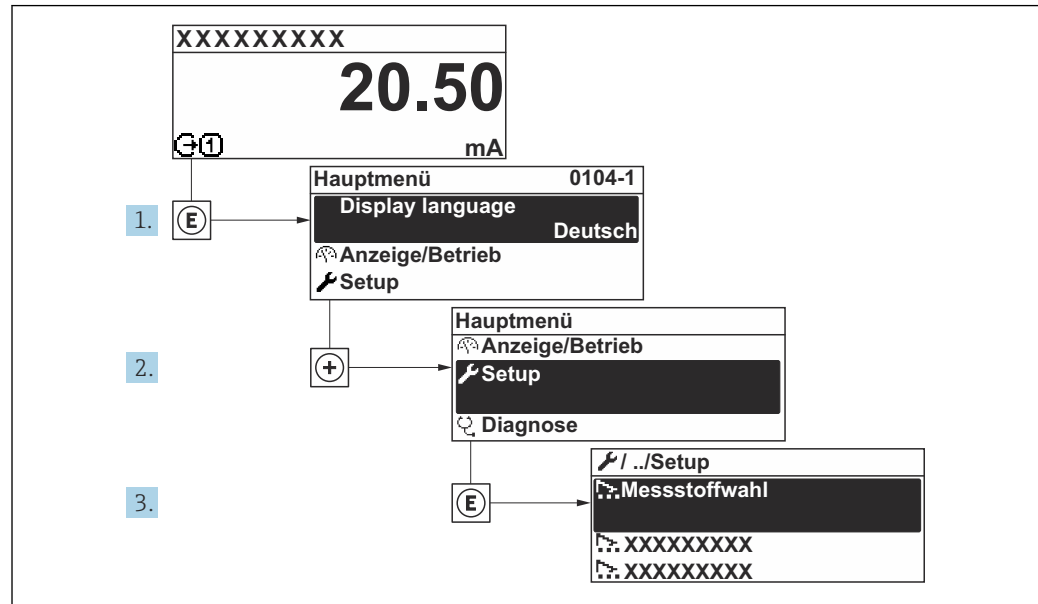 XXXXXXXXX
20.50
1
mA
1.
E
Hauptmenü 0104-1
Display language
Deutsch
Anzeige/Betrieb
Setup
2.
+
Hauptmenü
Anzeige/Betrieb
Setup
Diagnose
3.
E
/ ../Setup
Messstoffwahl
XXXXXXXXX
XXXXXXXXX